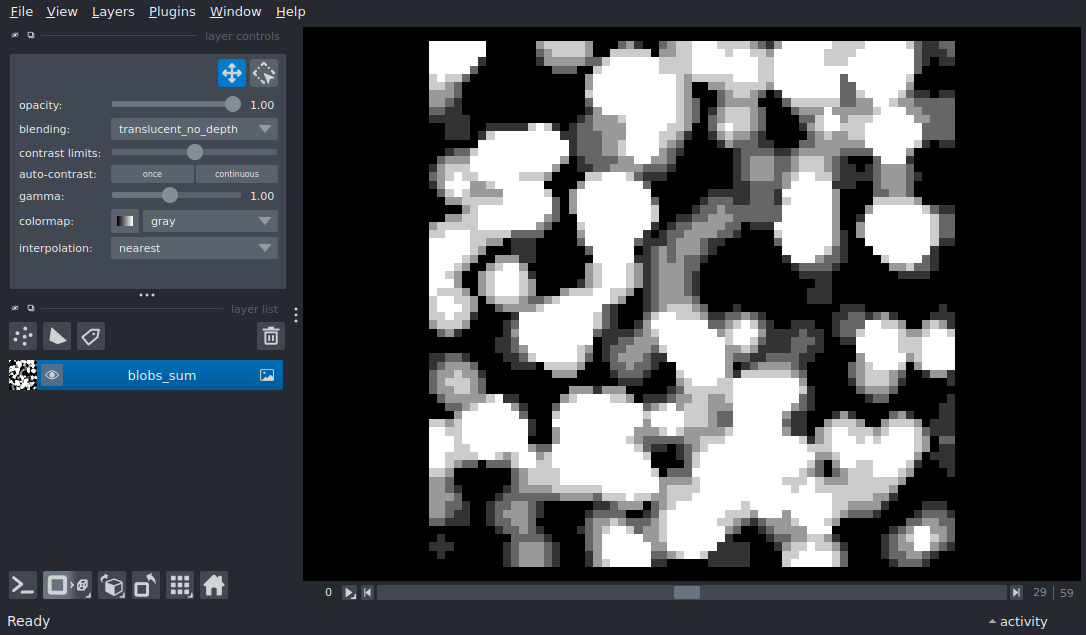 File View Layers Plugins Window Help
layer controls
opacity: 1.00
blending: translucent_no_depth
contrast limits:
auto-contrast: once continuous
gamma: 1.00
colormap: gray
interpolation: nearest
layer list
blobs_sum
0 29 59
Ready activity